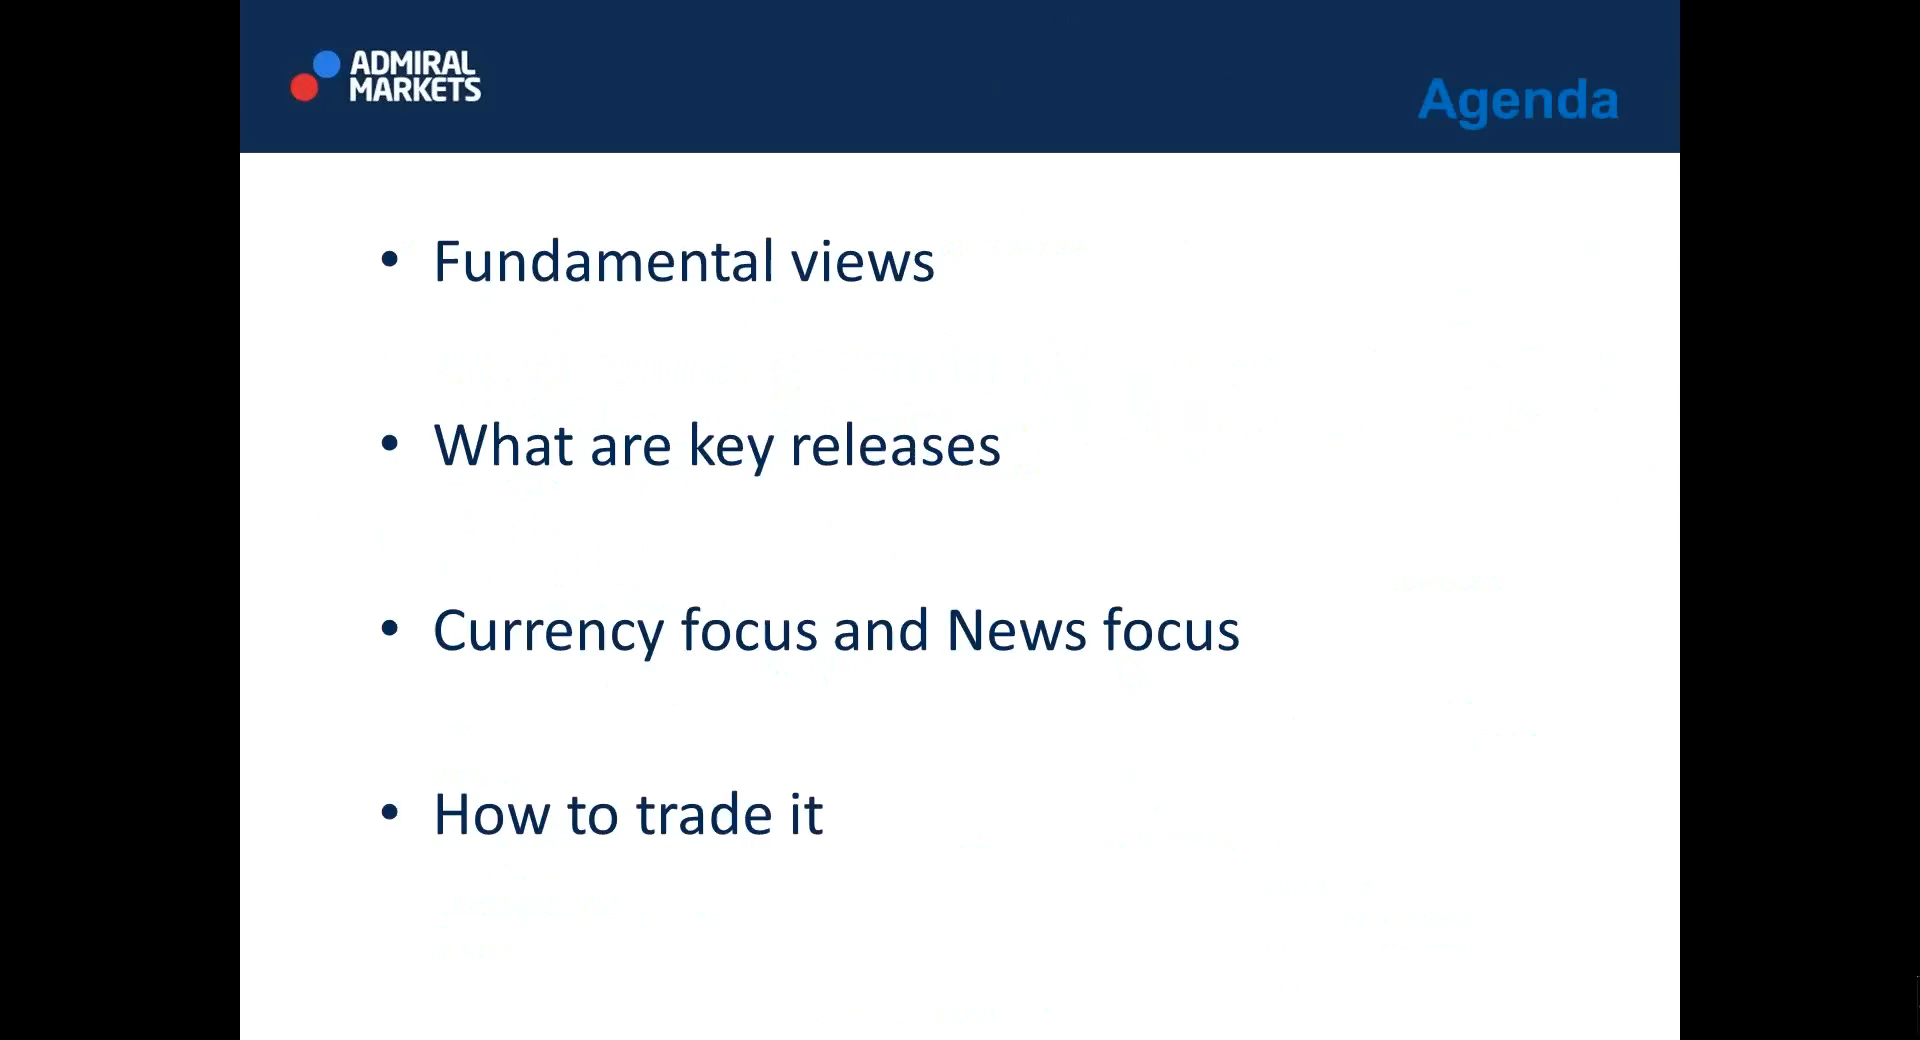 ADMIRAL
MARKETS
Agenda
• Fundamental views
• What are key releases
• Currency focus and News focus
• How to trade it